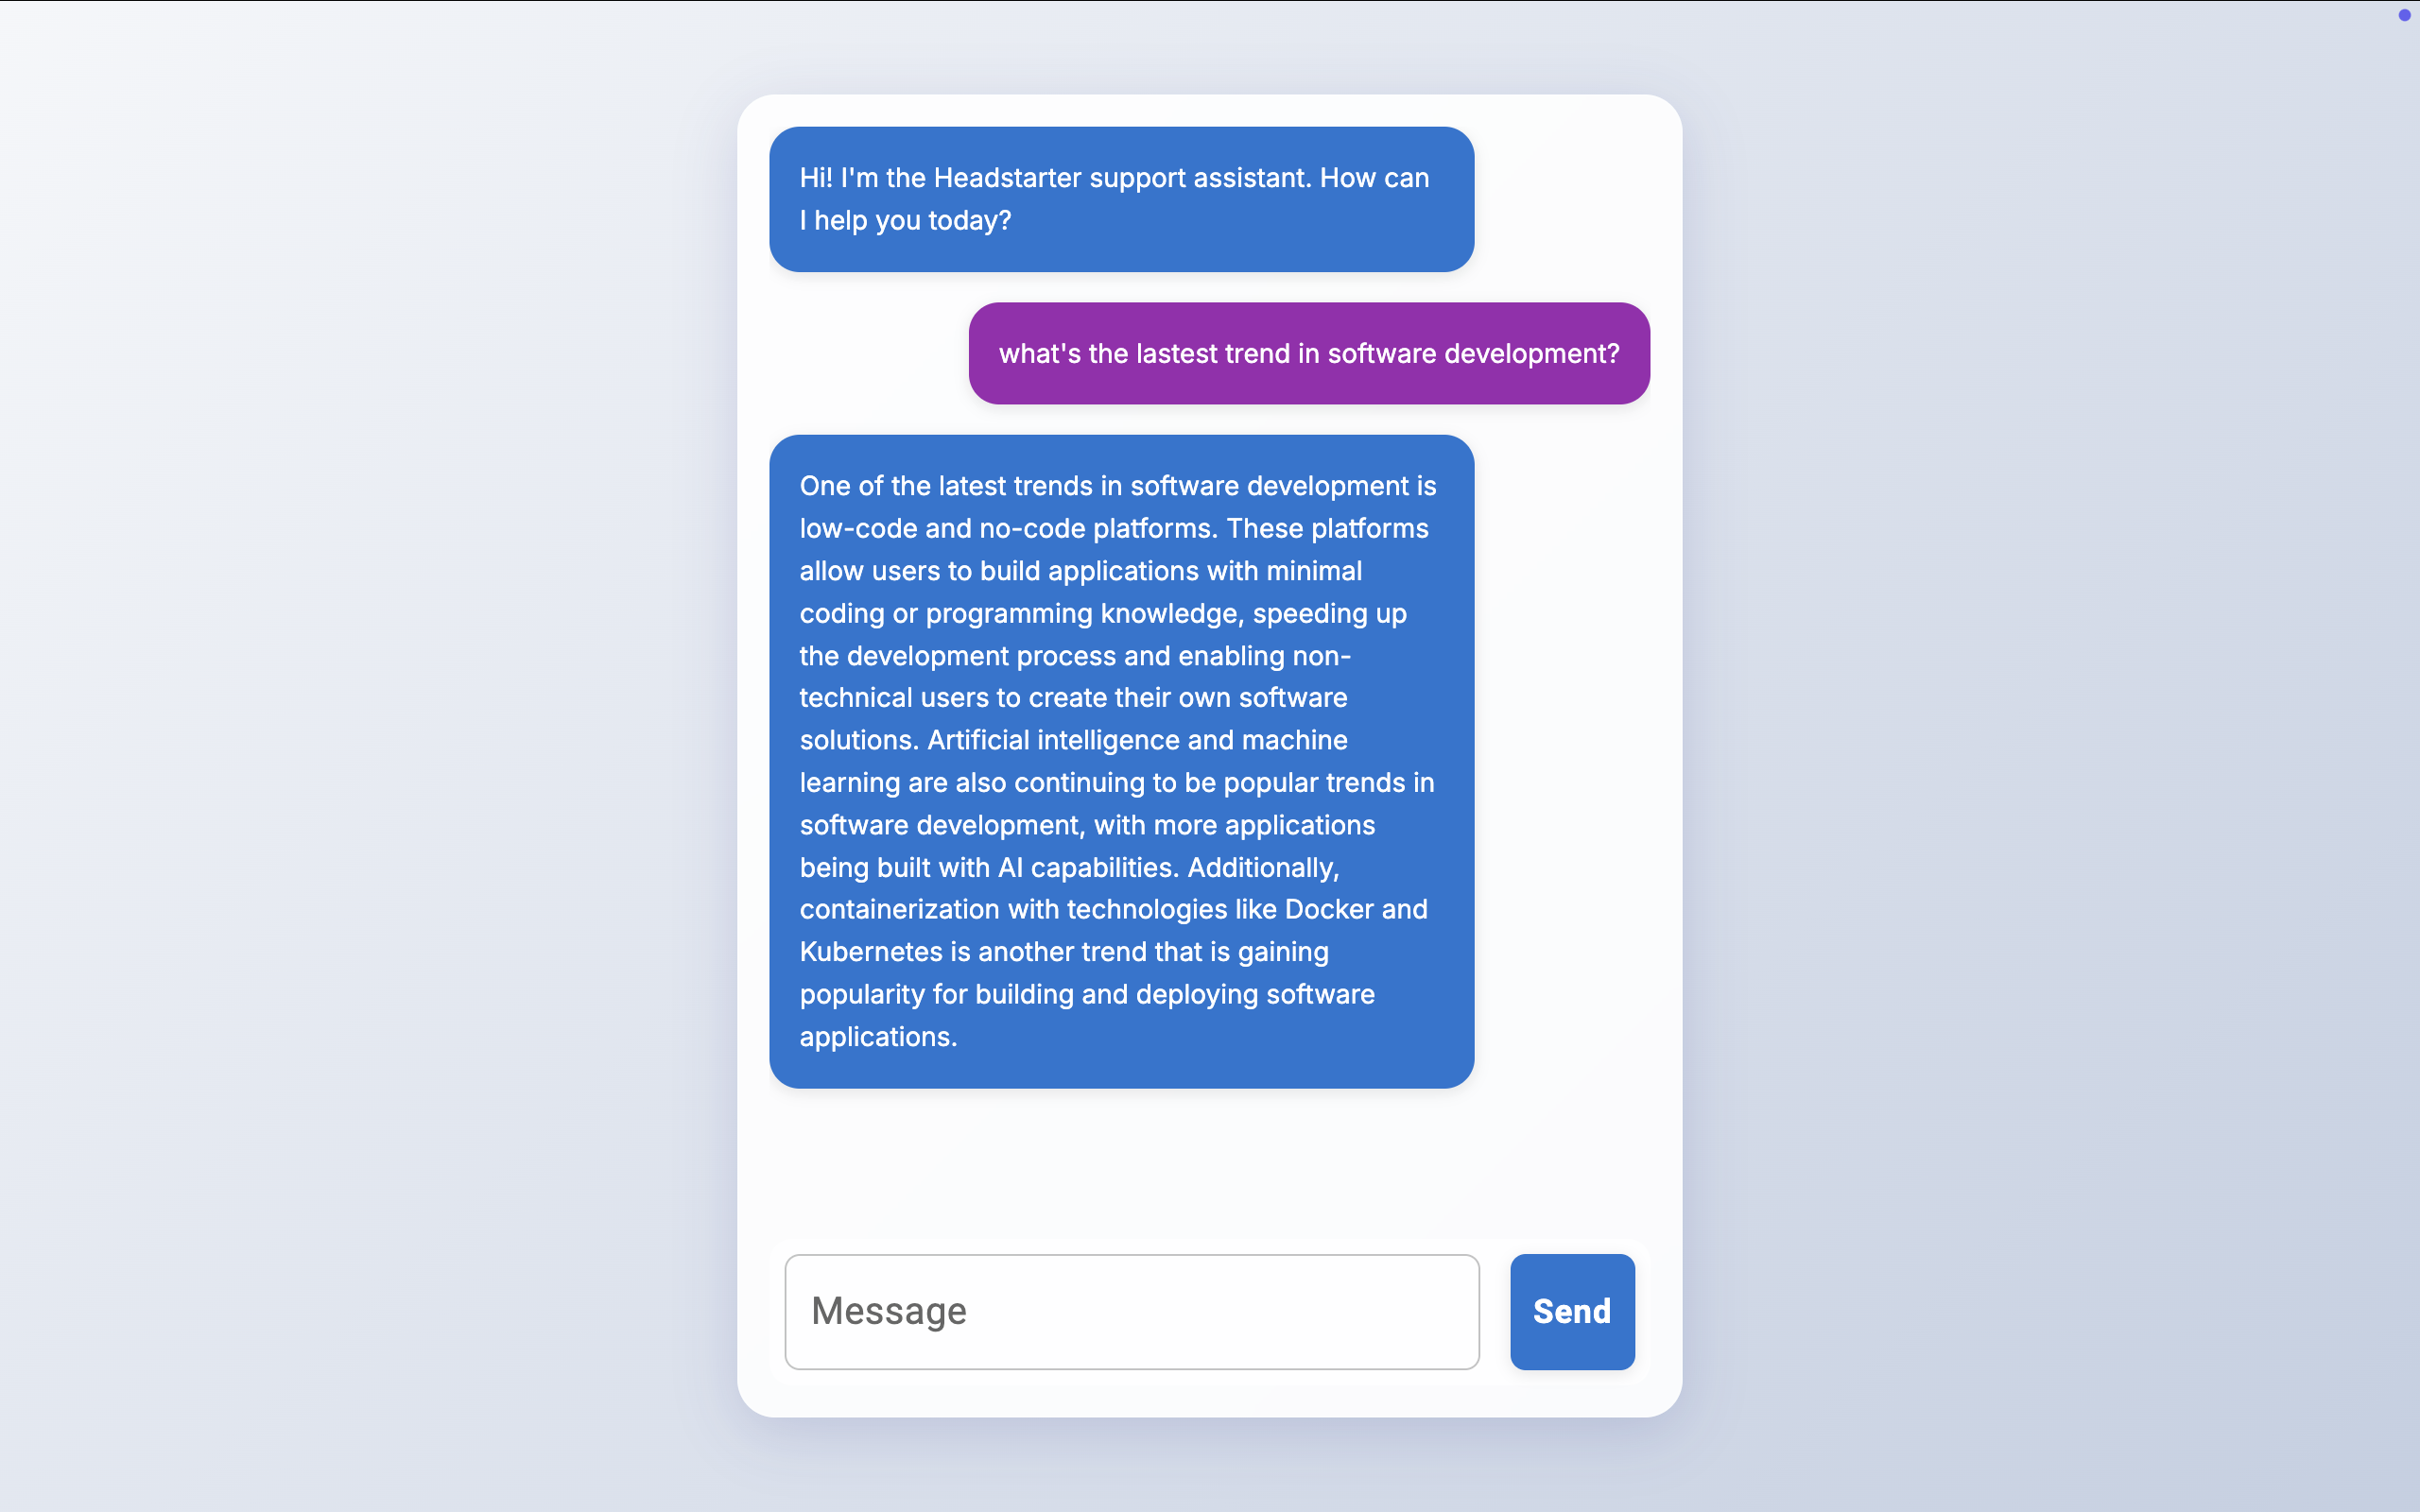 Hi! I'm the Headstarter support assistant. How can
I help you today?
what's the lastest trend in software development?
One of the latest trends in software development is
low-code and no-code platforms. These platforms
allow users to build applications with minimal
coding or programming knowledge, speeding up
the development process and enabling non-
technical users to create their own software
solutions. Artificial intelligence and machine
learning are also continuing to be popular trends in
software development, with more applications
being built with AI capabilities. Additionally,
containerization with technologies like Docker and
Kubernetes is another trend that is gaining
popularity for building and deploying software
applications.
Message
Send